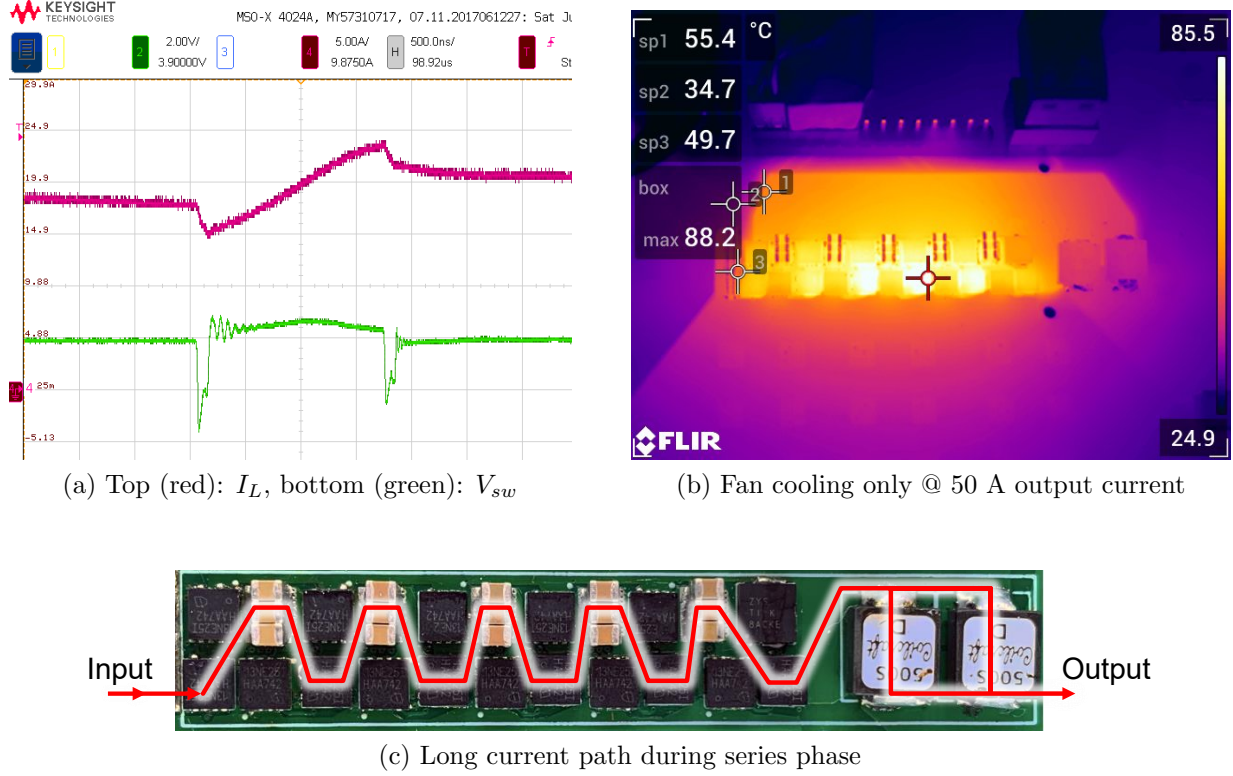 KEYSIGHT
TECHNOLOGIES
MSO-X 4024A, MY57310717, 07.11.2017061227: Sat Ju
1
2
2.00V/
3.90000V
3
4
5.00A/
9.8750A
H
500.0ns/
98.92us
T
St
29.9A
24.9
19.9
14.9
9.88
4.88
4
25m
-5.13
(a) Top (red): I_L, bottom (green): V_sw
sp1 55.4 °C
sp2 34.7
sp3 49.7
box
max 88.2
85.5
1
2
3
24.9
FLIR
(b) Fan cooling only @ 50 A output current
Input
Output
HAA742
Coilcraft
Coilcraft
(c) Long current path during series phase